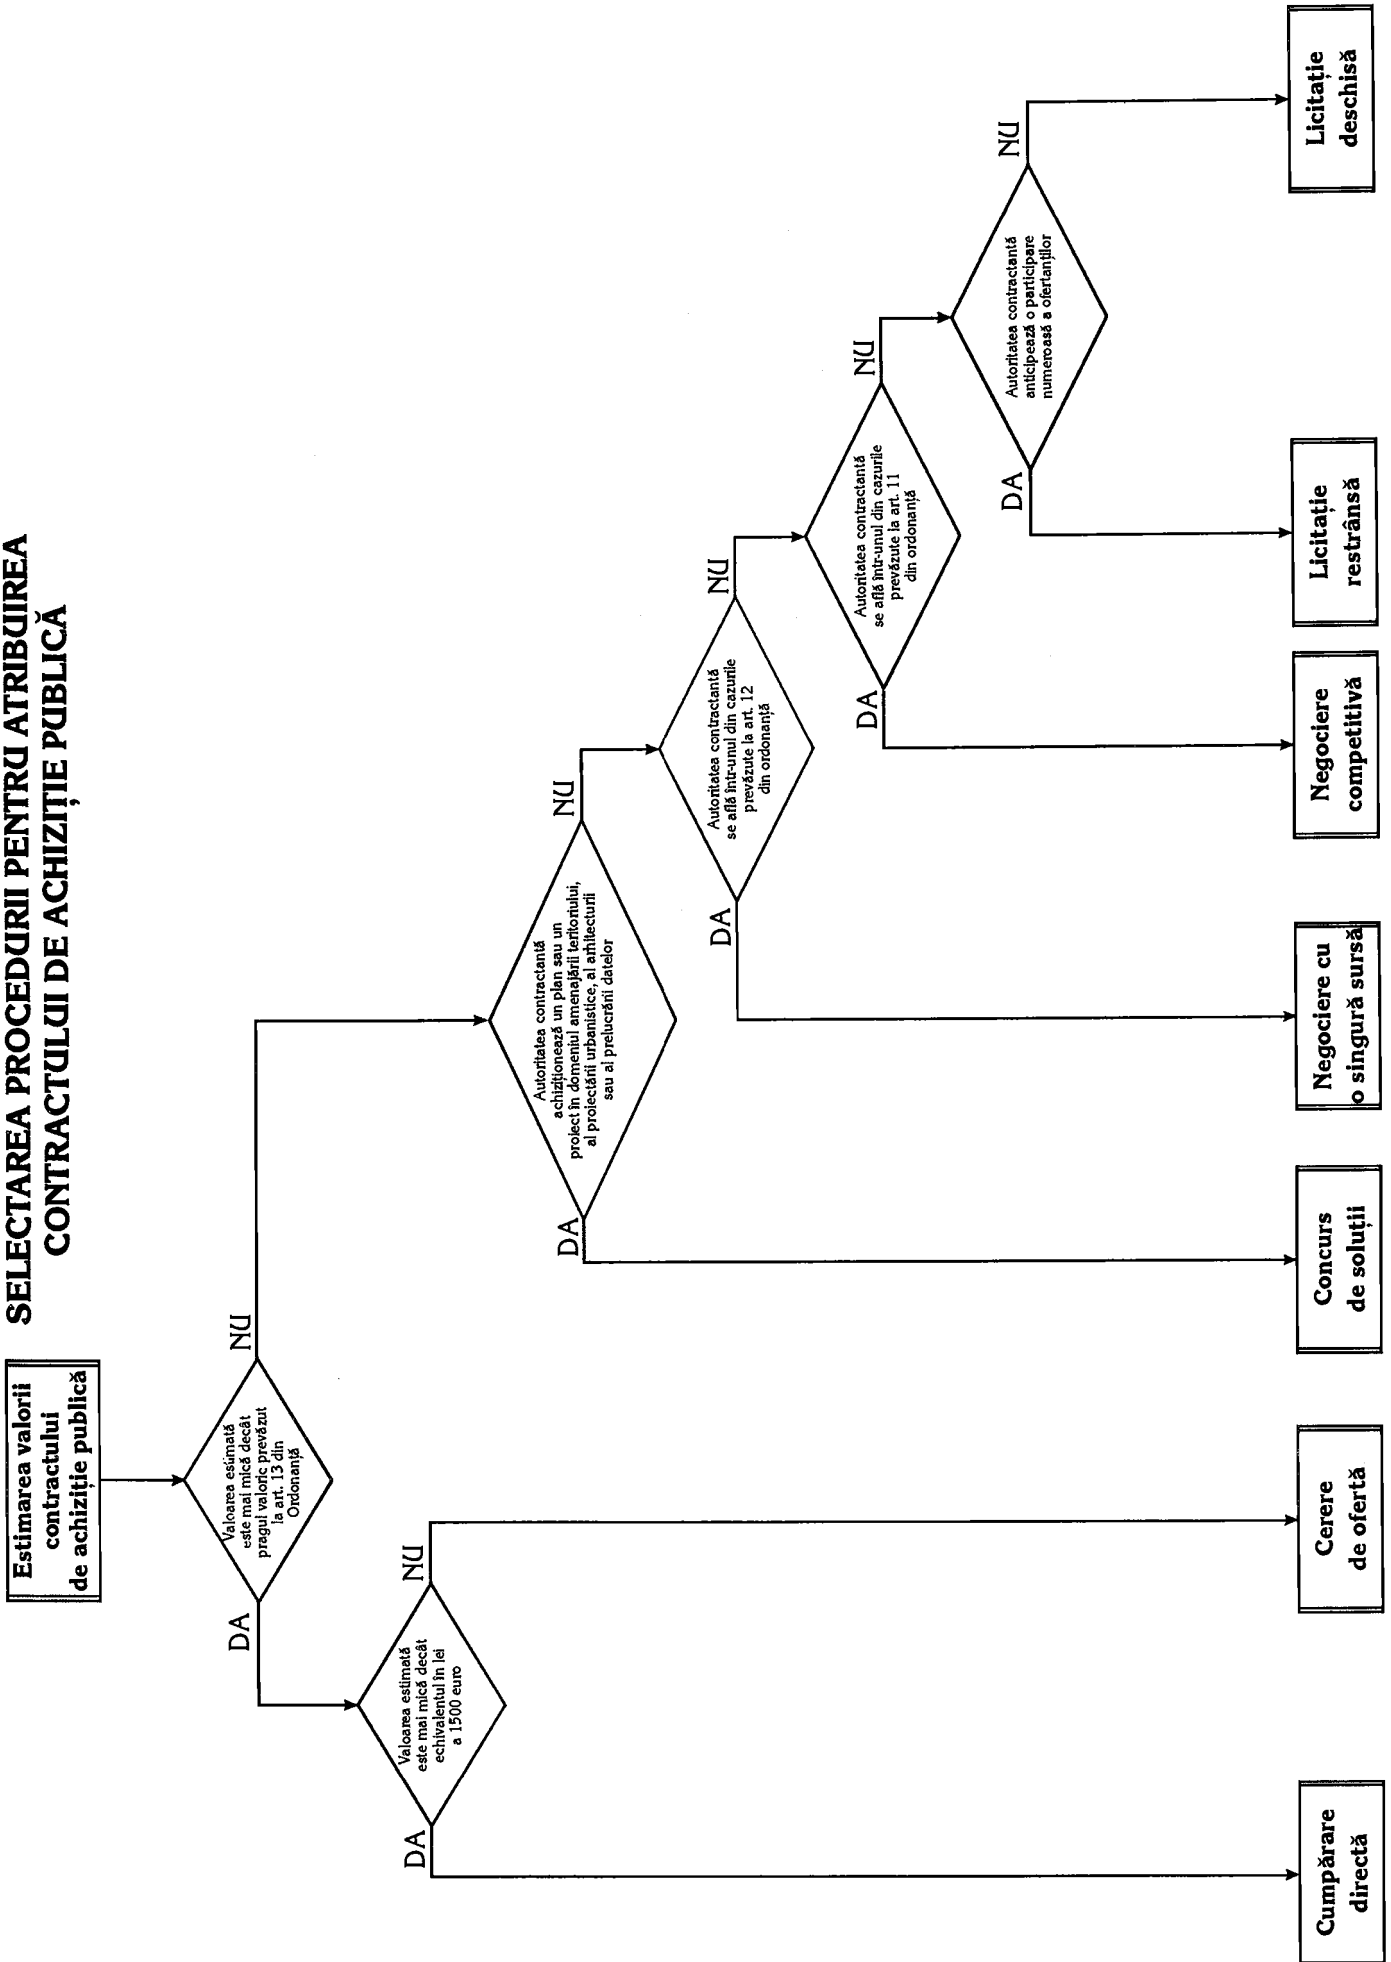 SELECTAREA PROCEDURII PENTRU ATRIBUIREA
CONTRACTULUI DE ACHIZIȚIE PUBLICĂ
Estimarea valorii
contractului
de achiziție publică
Valoarea estimată
este mai mică decât
pragul valoric prevăzut
la art. 13 din
Ordonanță
DA
NU
Valoarea estimată
este mai mică decât
echivalentul în lei
a 1500 euro
DA
NU
Autoritatea contractantă
achiziționează un plan sau un
proiect în domeniul amenajării teritoriului,
al proiectării urbanistice, al arhitecturii
sau al prelucrării datelor
DA
NU
Autoritatea contractantă
se află într-unul din cazurile
prevăzute la art. 12
din ordonanță
DA
NU
Autoritatea contractantă
se află într-unul din cazurile
prevăzute la art. 11
din ordonanță
DA
NU
Autoritatea contractantă
anticipează o participare
numeroasă a ofertanților
DA
NU
Cumpărare
directă
Cerere
de ofertă
Concurs
de soluții
Negociere cu
o singură sursă
Negociere
competitivă
Licitație
restrânsă
Licitație
deschisă